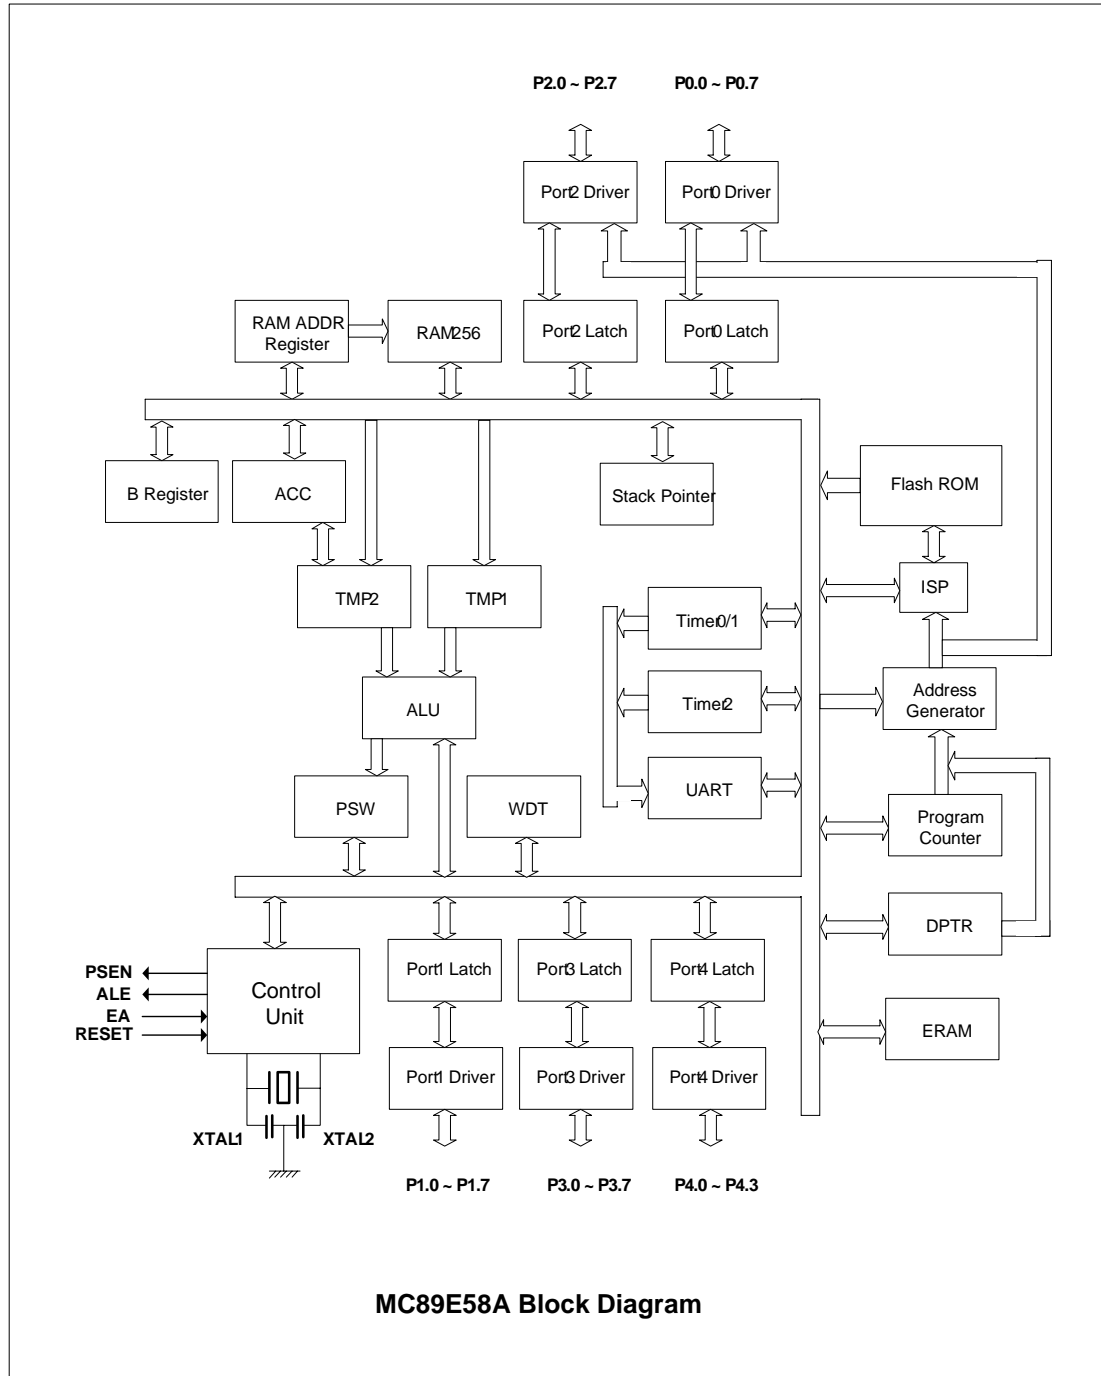 P2.0 ~ P2.7
P0.0 ~ P0.7
Port2 Driver
Port0 Driver
RAM ADDR
Register
RAM256
Port2 Latch
Port0 Latch
B Register
ACC
Stack Pointer
Flash ROM
TMP2
TMP1
Timer0/1
ISP
ALU
Timer2
Address
Generator
PSW
WDT
UART
Program
Counter
DPTR
PSEN
ALE
EA
RESET
Control
Unit
Port1 Latch
Port3 Latch
Port4 Latch
ERAM
Port1 Driver
Port3 Driver
Port4 Driver
XTAL1
XTAL2
P1.0 ~ P1.7
P3.0 ~ P3.7
P4.0 ~ P4.3
MC89E58A Block Diagram